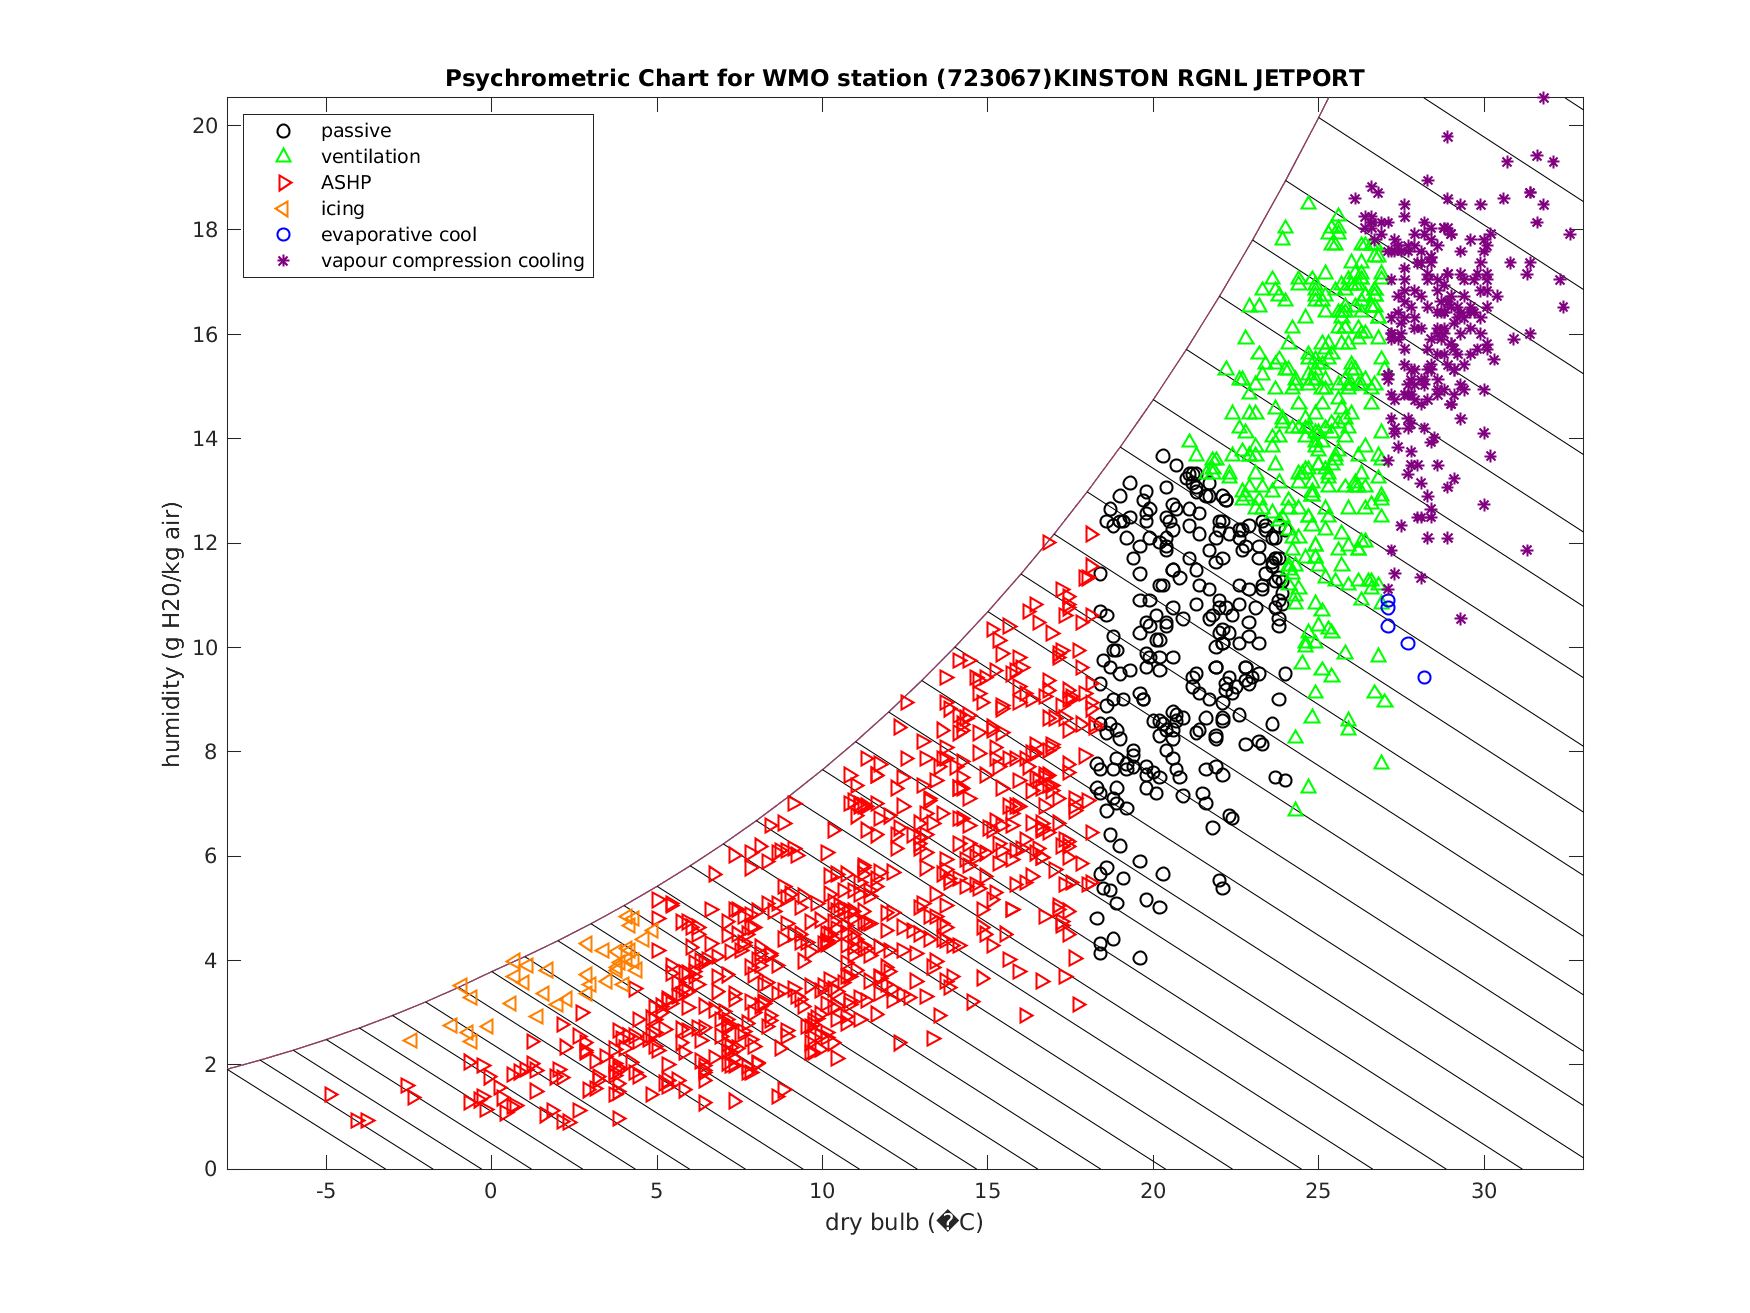 Psychrometric Chart for WMO station (723067)KINSTON RGNL JETPORT
passive
ventilation
ASHP
icing
evaporative cool
vapour compression cooling
humidity (g H20/kg air)
20
18
16
14
12
10
8
6
4
2
0
-5 0 5 10 15 20 25 30
dry bulb (�C)